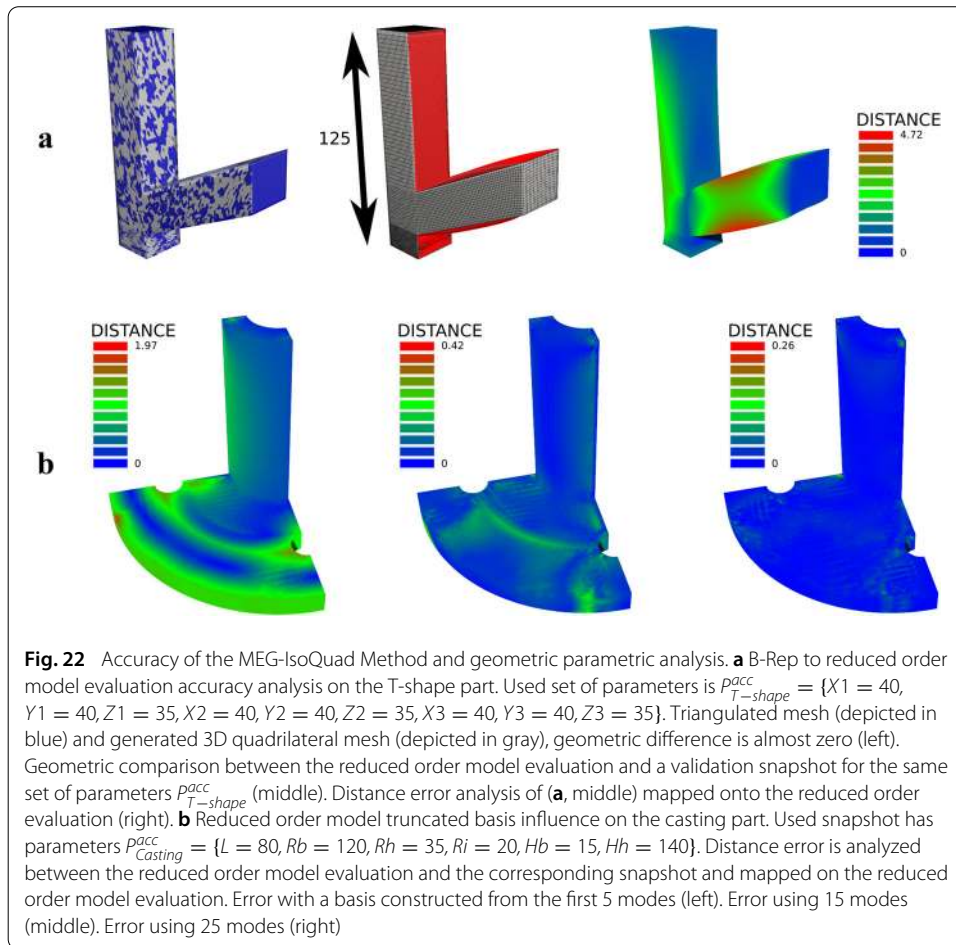 a
125
DISTANCE
4.72
0
b
DISTANCE
1.97
0
DISTANCE
0.42
0
DISTANCE
0.26
0
Fig. 22 Accuracy of the MEG-IsoQuad Method and geometric parametric analysis. a B-Rep to reduced order
model evaluation accuracy analysis on the T-shape part. Used set of parameters is P^{acc}_{T−shape} = {X1 = 40,
Y1 = 40, Z1 = 35, X2 = 40, Y2 = 40, Z2 = 35, X3 = 40, Y3 = 40, Z3 = 35}. Triangulated mesh (depicted in
blue) and generated 3D quadrilateral mesh (depicted in gray), geometric difference is almost zero (left).
Geometric comparison between the reduced order model evaluation and a validation snapshot for the same
set of parameters P^{acc}_{T−shape} (middle). Distance error analysis of (a, middle) mapped onto the reduced order
evaluation (right). b Reduced order model truncated basis influence on the casting part. Used snapshot has
parameters P^{acc}_{Casting} = {L = 80, Rb = 120, Rh = 35, Ri = 20, Hb = 15, Hh = 140}. Distance error is analyzed
between the reduced order model evaluation and the corresponding snapshot and mapped on the reduced
order model evaluation. Error with a basis constructed from the first 5 modes (left). Error using 15 modes
(middle). Error using 25 modes (right)